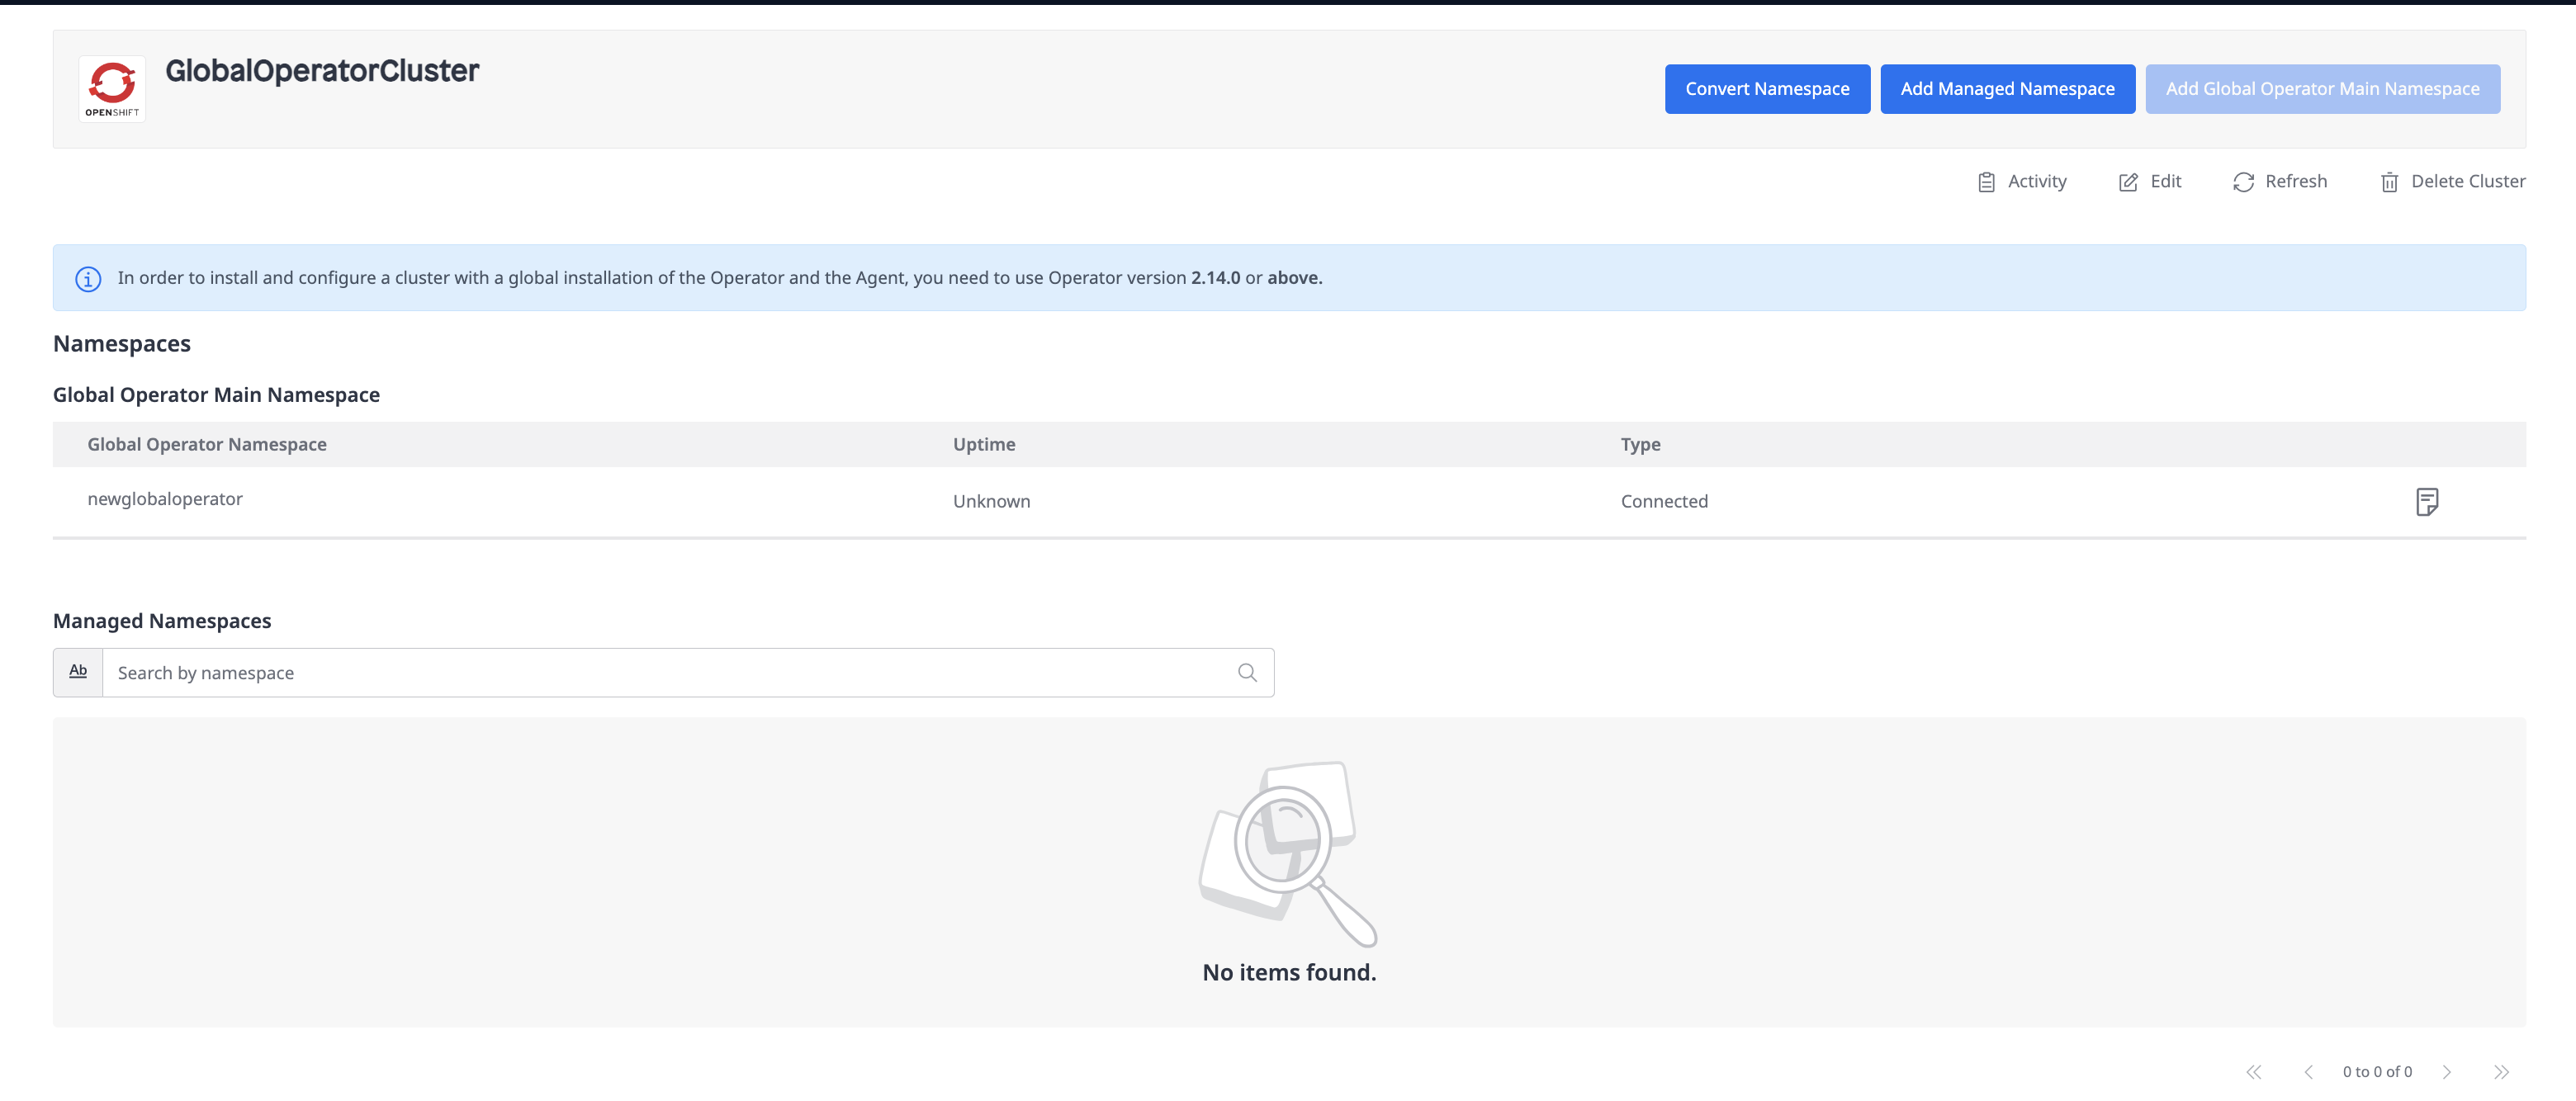 GlobalOperatorCluster
OPENSHIFT
Convert Namespace
Add Managed Namespace
Add Global Operator Main Namespace
Activity
Edit
Refresh
Delete Cluster
In order to install and configure a cluster with a global installation of the Operator and the Agent, you need to use Operator version 2.14.0 or above.
Namespaces
Global Operator Main Namespace
Global Operator Namespace Uptime Type
newglobaloperator Unknown Connected
Managed Namespaces
Ab Search by namespace
No items found.
0 to 0 of 0